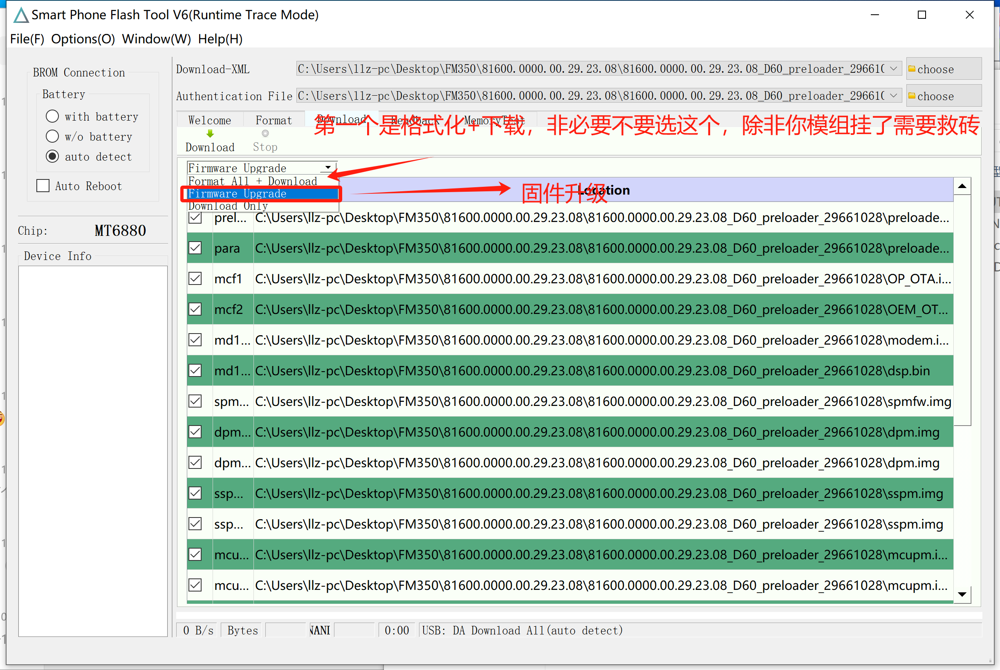 Smart Phone Flash Tool V6(Runtime Trace Mode)
File(F) Options(O) Window(W) Help(H)
BROM Connection
Battery
with battery
w/o battery
auto detect
Auto Reboot
Chip: MT6880
Device Info
Download-XML C:\Users\llz-pc\Desktop\FM350\81600.0000.00.29.23.08\81600.0000.00.29.23.08_D60_preloader_29661( choose
Authentication File C:\Users\llz-pc\Desktop\FM350\81600.0000.00.29.23.08\81600.0000.00.29.23.08_D60_preloader_29661( choose
Welcome Format Download Readback MemoryTest
第一个是格式化+下载，非必要不要选这个，除非你模组挂了需要救砖
Download Stop
Firmware Upgrade
Format All + Download
Firmware Upgrade
Download Only
固件升级
Location
prel... C:\Users\llz-pc\Desktop\FM350\81600.0000.00.29.23.08\81600.0000.00.29.23.08_D60_preloader_29661028\preloade...
para C:\Users\llz-pc\Desktop\FM350\81600.0000.00.29.23.08\81600.0000.00.29.23.08_D60_preloader_29661028\preloade...
mcf1 C:\Users\llz-pc\Desktop\FM350\81600.0000.00.29.23.08\81600.0000.00.29.23.08_D60_preloader_29661028\OP_OTA.i...
mcf2 C:\Users\llz-pc\Desktop\FM350\81600.0000.00.29.23.08\81600.0000.00.29.23.08_D60_preloader_29661028\OEM_OT...
md1... C:\Users\llz-pc\Desktop\FM350\81600.0000.00.29.23.08\81600.0000.00.29.23.08_D60_preloader_29661028\modem.i...
md1... C:\Users\llz-pc\Desktop\FM350\81600.0000.00.29.23.08\81600.0000.00.29.23.08_D60_preloader_29661028\dsp.bin
spm... C:\Users\llz-pc\Desktop\FM350\81600.0000.00.29.23.08\81600.0000.00.29.23.08_D60_preloader_29661028\spmfw.img
dpm... C:\Users\llz-pc\Desktop\FM350\81600.0000.00.29.23.08\81600.0000.00.29.23.08_D60_preloader_29661028\dpm.img
dpm... C:\Users\llz-pc\Desktop\FM350\81600.0000.00.29.23.08\81600.0000.00.29.23.08_D60_preloader_29661028\dpm.img
ssp... C:\Users\llz-pc\Desktop\FM350\81600.0000.00.29.23.08\81600.0000.00.29.23.08_D60_preloader_29661028\sspm.img
ssp... C:\Users\llz-pc\Desktop\FM350\81600.0000.00.29.23.08\81600.0000.00.29.23.08_D60_preloader_29661028\sspm.img
mcu... C:\Users\llz-pc\Desktop\FM350\81600.0000.00.29.23.08\81600.0000.00.29.23.08_D60_preloader_29661028\mcupm.i...
mcu... C:\Users\llz-pc\Desktop\FM350\81600.0000.00.29.23.08\81600.0000.00.29.23.08_D60_preloader_29661028\mcupm.i...
0 B/s Bytes NANI 0:00 USB: DA Download All(auto detect)